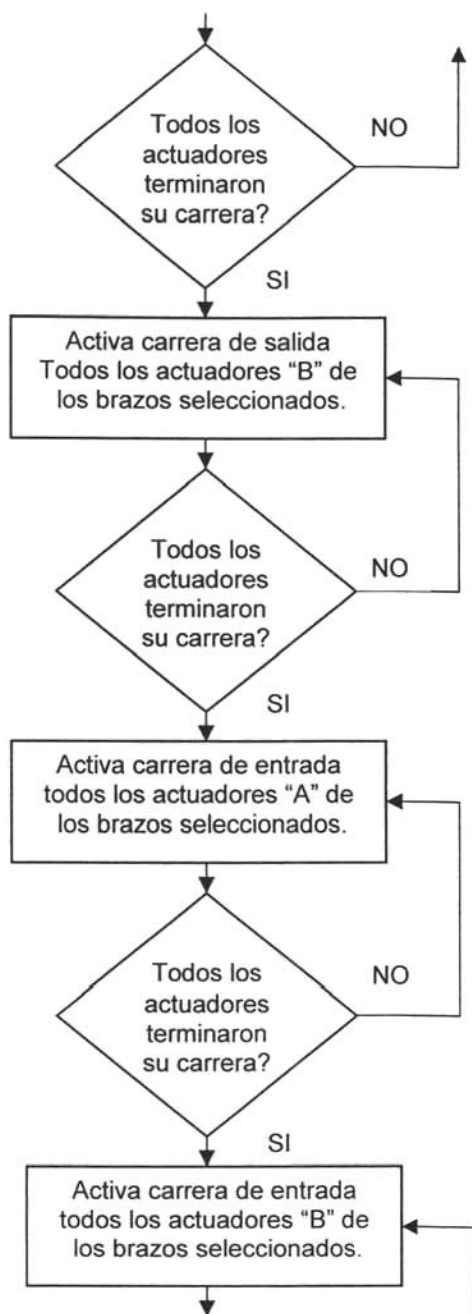 Todos los
actuadores
terminaron
su carrera?
NO
SI
Activa carrera de salida
Todos los actuadores “B” de
los brazos seleccionados.
Todos los
actuadores
terminaron
su carrera?
NO
SI
Activa carrera de entrada
todos los actuadores “A” de
los brazos seleccionados.
Todos los
actuadores
terminaron
su carrera?
NO
SI
Activa carrera de entrada
todos los actuadores “B” de
los brazos seleccionados.